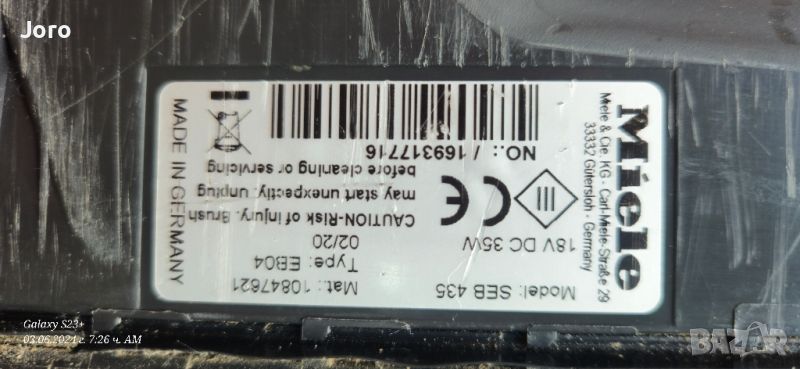 Joro
Miele
Miele & Cie. KG - Carl-Miele-Straße 29
33332 Gütersloh - Germany
Model: SEB 435
Mat.: 10847821
Type: EB04
18V DC 35W
02/20
CAUTION-Risk of injury. Brush
may start unexpectly. Unplug
before cleaning or servicing
NO.: / 169317716
MADE IN GERMANY
Galaxy S23+
03.06.2024 г. 7:26 ч. AM
BAZAR